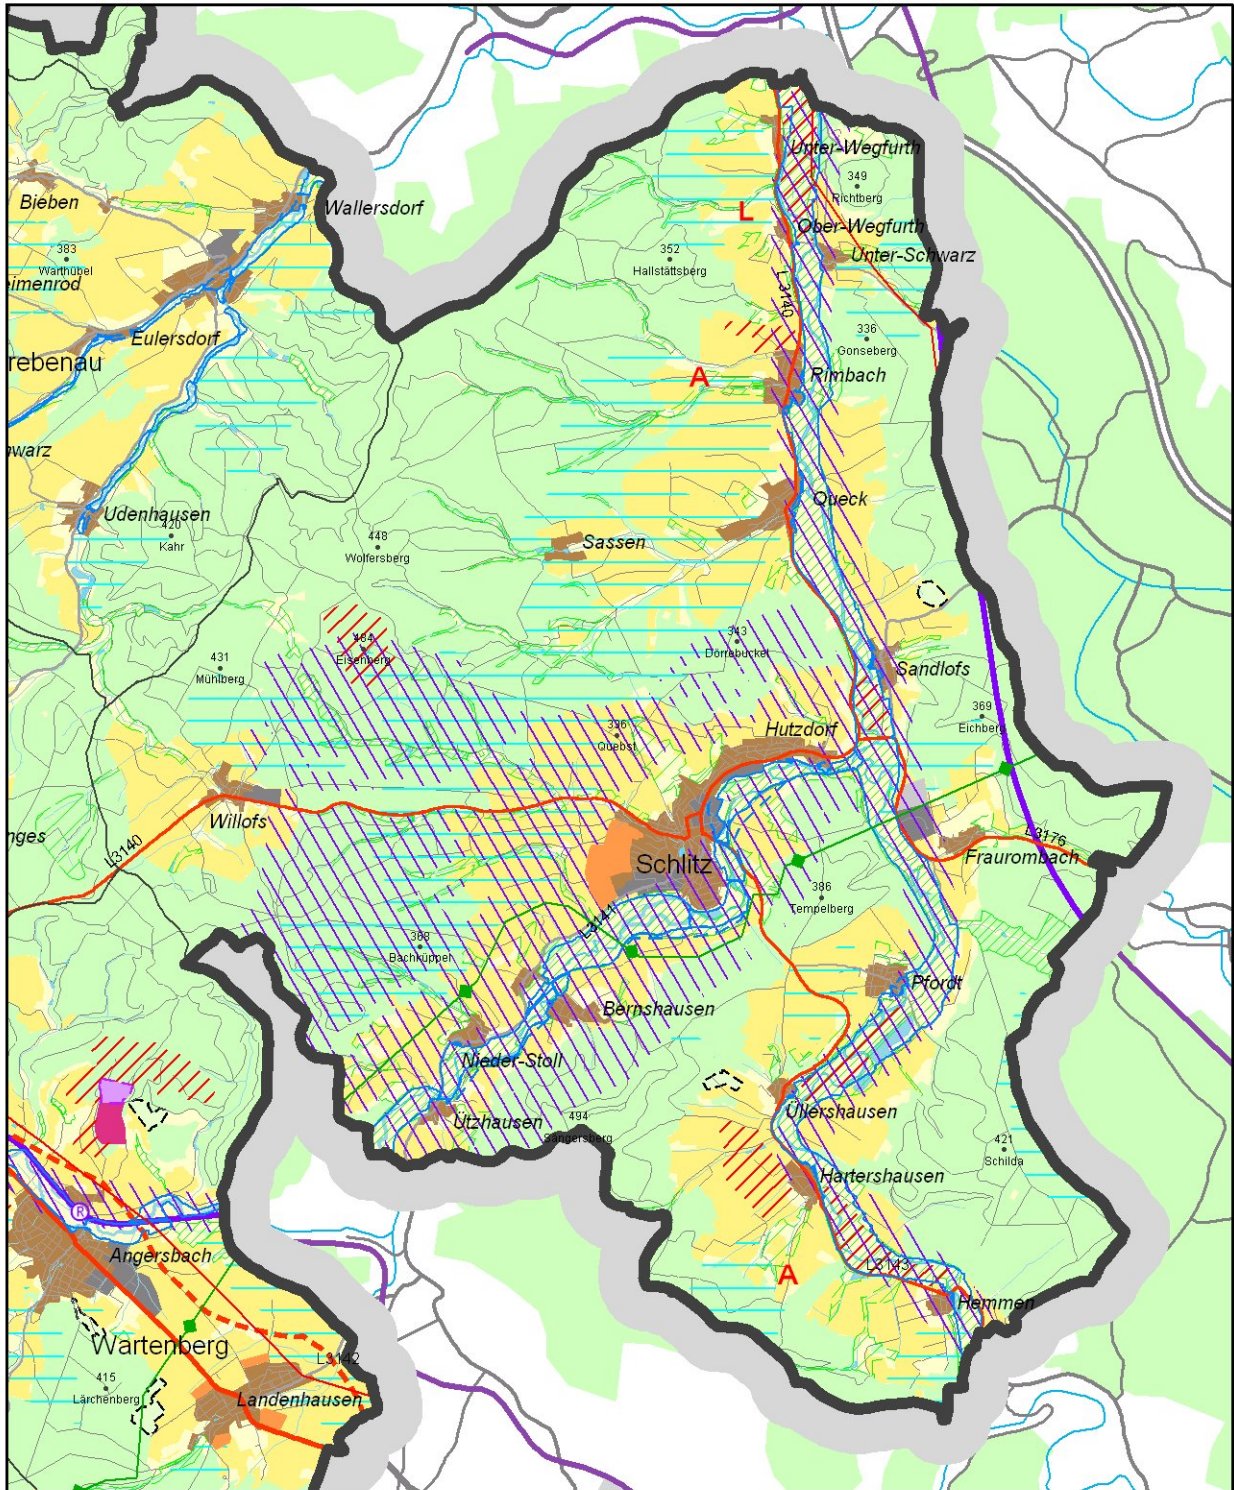 Unter-Wegfurth
349
Richtberg
Bieben
Wallersdorf
L
Ober-Wegfurth
383
Warthübel
352
Hallstättsberg
Unter-Schwarz
eimenrod
L3140
Eulersdorf
336
Gonseberg
rebenau
A
Rimbach
warz
Queck
Udenhausen
420
Kahr
448
Wolfersberg
Sassen
484
Eisenberg
343
Dörrebuckel
431
Mühlberg
Sandlofs
369
Eichberg
336
Quebst
Hutzdorf
Willofs
nges
L3140
L3176
Fraurombach
Schlitz
386
Tempelberg
L3141
368
Bachküppel
Pfordt
Bernshausen
Nieder-Stoll
Üllershausen
Ützhausen
494
Sängersberg
421
Schilda
Hartershausen
R
Angersbach
L3143
A
Hemmen
Wartenberg
L3142
415
Lärchenberg
Landenhausen